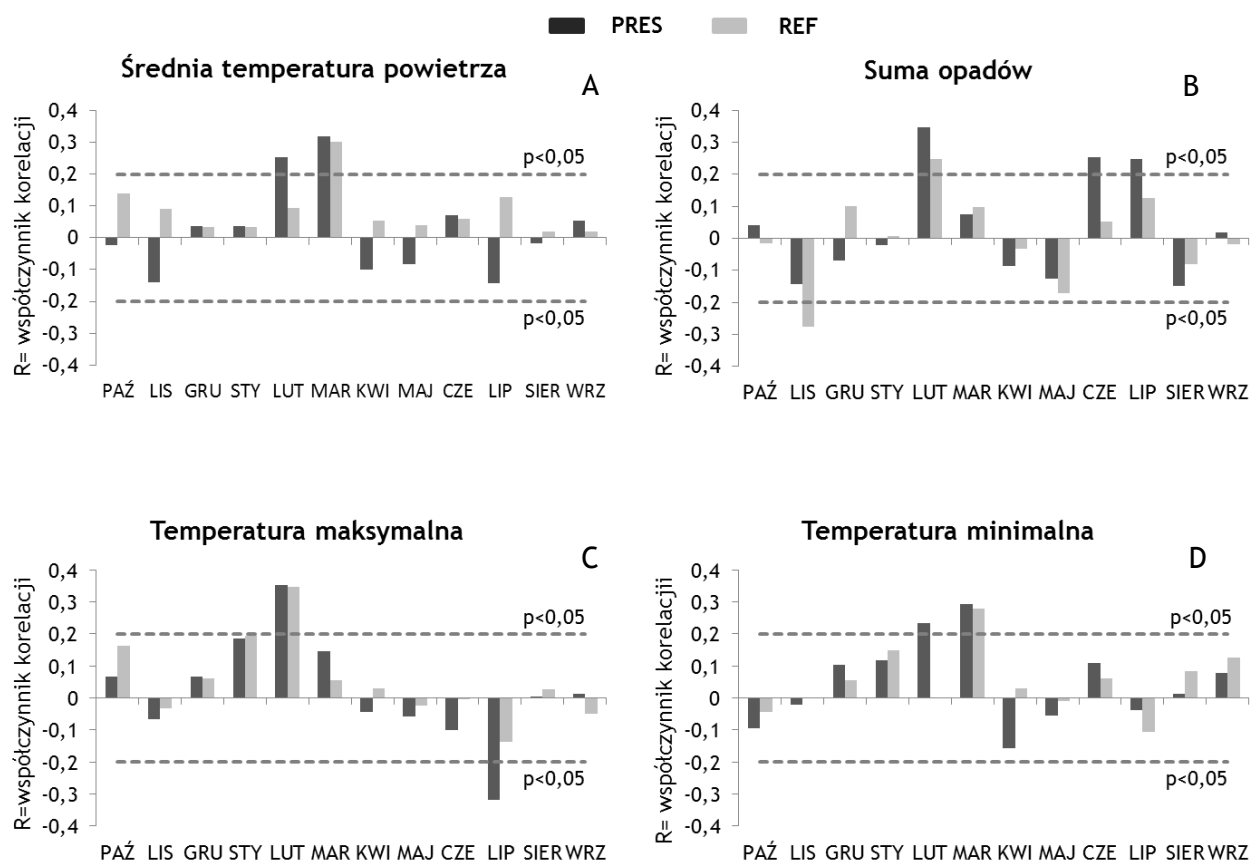 PRES REF
Średnia temperatura powietrza
A
R= współczynnik korelacji
0,4
0,3
0,2
0,1
0
-0,1
-0,2
-0,3
-0,4
p<0,05
p<0,05
PAŹ LIS GRU STY LUT MAR KWI MAJ CZE LIP SIER WRZ
Suma opadów
B
R= współczynnik korelacji
0,4
0,3
0,2
0,1
0
-0,1
-0,2
-0,3
-0,4
p<0,05
p<0,05
PAŹ LIS GRU STY LUT MAR KWI MAJ CZE LIP SIER WRZ
Temperatura maksymalna
C
R=współczynnik korelacji
0,4
0,3
0,2
0,1
0
-0,1
-0,2
-0,3
-0,4
p<0,05
p<0,05
PAŹ LIS GRU STY LUT MAR KWI MAJ CZE LIP SIER WRZ
Temperatura minimalna
D
R= współczynnik korelacji
0,4
0,3
0,2
0,1
0
-0,1
-0,2
-0,3
-0,4
p<0,05
p<0,05
PAŹ LIS GRU STY LUT MAR KWI MAJ CZE LIP SIER WRZ